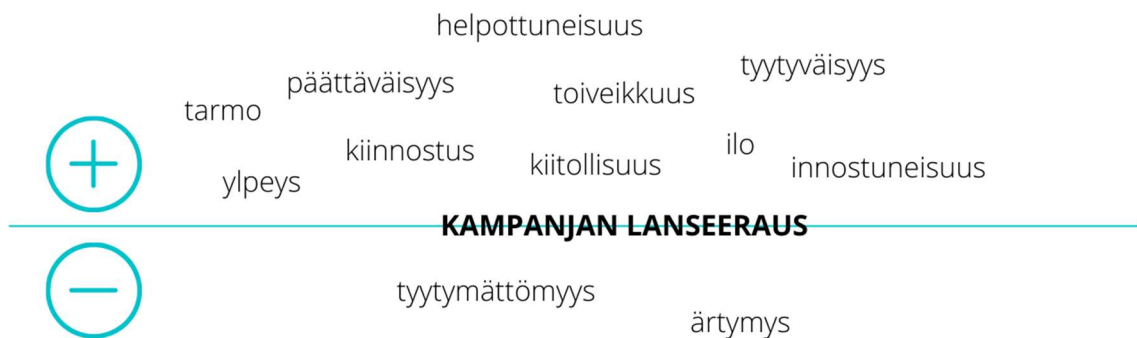 helpottuneisuus
tyytyväisyys
päättäväisyys
toiveikkuus
tarmo
ilo
kiinnostus
kiitollisuus
innostuneisuus
ylpeys
KAMPANJAN LANSEERAUS
tyytymättömyys
ärtymys